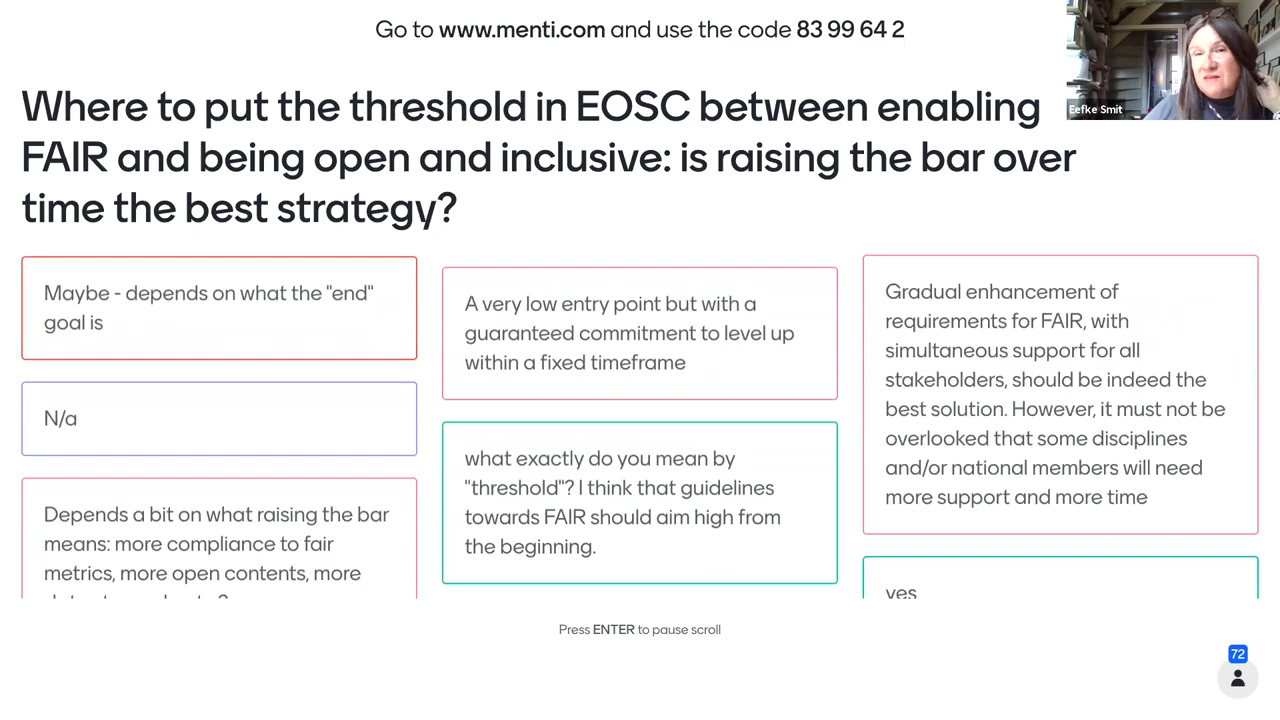 Go to www.menti.com and use the code 83 99 64 2
Eefke Smit
Where to put the threshold in EOSC between enabling
FAIR and being open and inclusive: is raising the bar over
time the best strategy?
Maybe - depends on what the "end"
goal is
N/a
Depends a bit on what raising the bar
means: more compliance to fair
metrics, more open contents, more
A very low entry point but with a
guaranteed commitment to level up
within a fixed timeframe
what exactly do you mean by
"threshold"? I think that guidelines
towards FAIR should aim high from
the beginning.
Gradual enhancement of
requirements for FAIR, with
simultaneous support for all
stakeholders, should be indeed the
best solution. However, it must not be
overlooked that some disciplines
and/or national members will need
more support and more time
yes
Press ENTER to pause scroll
72